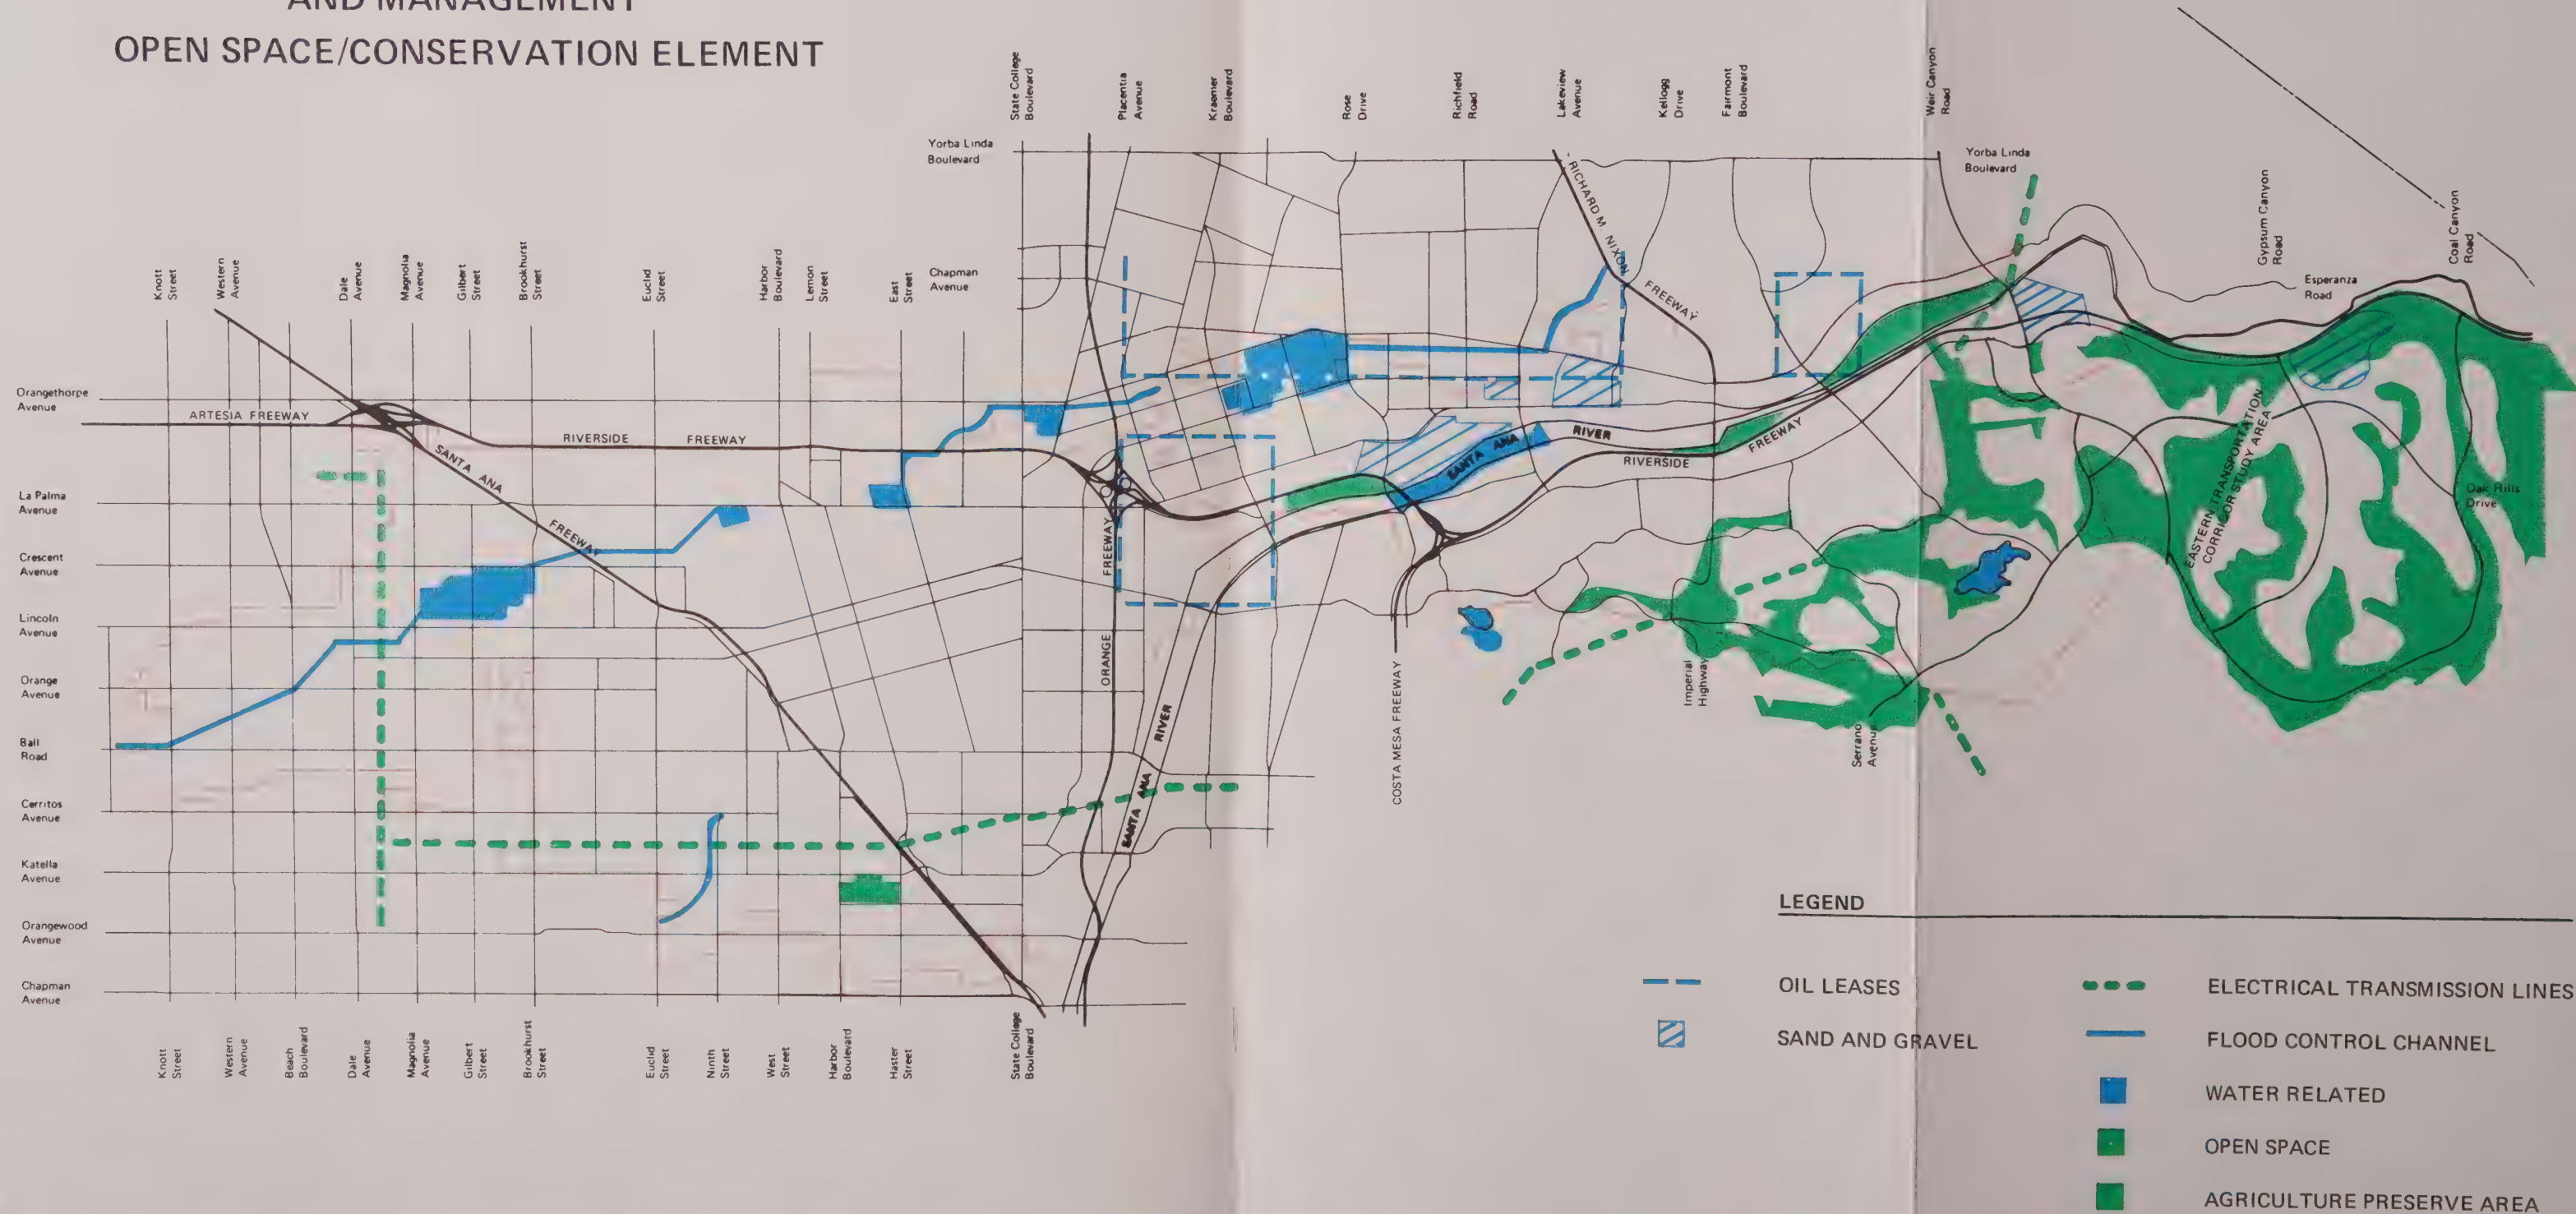 AND MANAGEMENT
OPEN SPACE/CONSERVATION ELEMENT
State College
Boulevard
Placentia
Avenue
Kraemer
Boulevard
Rose
Drive
Richfield
Road
Lakeview
Avenue
Kellogg
Drive
Fairmont
Boulevard
Weir Canyon
Road
Yorba Linda
Boulevard
Yorba Linda
Boulevard
Gypsum Canyon
Road
Coal Canyon
Road
Esperanza
Road
RICHARD M. NIXON
FREEWAY
Knott
Street
Western
Avenue
Dale
Avenue
Magnolia
Avenue
Gilbert
Street
Brookhurst
Street
Euclid
Street
Harbor
Boulevard
Lemon
Street
East
Street
Chapman
Avenue
Orangethorpe
Avenue
ARTESIA FREEWAY
RIVERSIDE FREEWAY
SANTA ANA
FREEWAY
SANTA ANA
RIVER
RIVERSIDE
FREEWAY
EASTERN TRANSPORTATION
CORRIDOR STUDY AREA
Oak Hills
Drive
La Palma
Avenue
Crescent
Avenue
Lincoln
Avenue
Orange
Avenue
Ball
Road
Cerritos
Avenue
Katella
Avenue
Orangewood
Avenue
Chapman
Avenue
ORANGE
FREEWAY
SANTA ANA
RIVER
COSTA MESA FREEWAY
Imperial
Highway
Serrano
Avenue
Knott
Street
Western
Avenue
Beach
Boulevard
Dale
Avenue
Magnolia
Avenue
Gilbert
Street
Brookhurst
Street
Euclid
Street
Ninth
Street
West
Street
Harbor
Boulevard
Haster
Street
State College
Boulevard
LEGEND
OIL LEASES
SAND AND GRAVEL
ELECTRICAL TRANSMISSION LINES
FLOOD CONTROL CHANNEL
WATER RELATED
OPEN SPACE
AGRICULTURE PRESERVE AREA